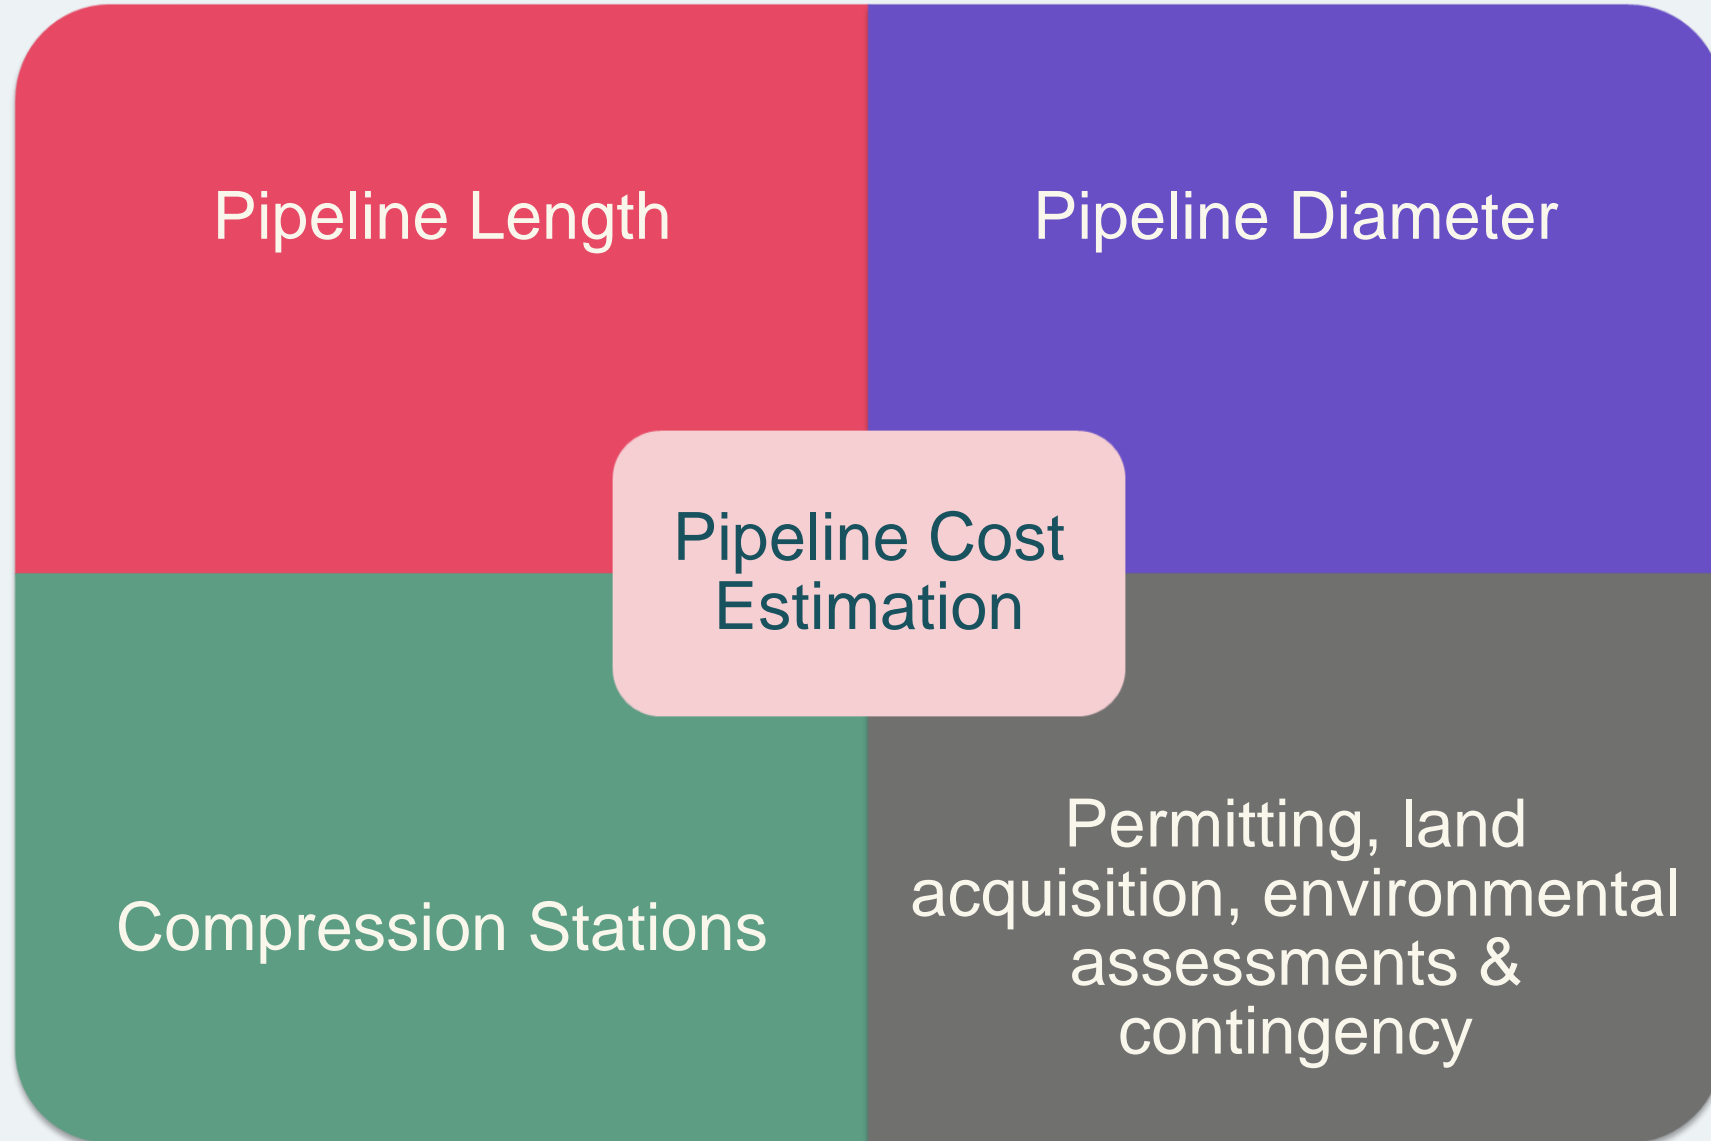 Pipeline Length
Pipeline Diameter
Pipeline Cost
Estimation
Compression Stations
Permitting, land
acquisition, environmental
assessments &
contingency